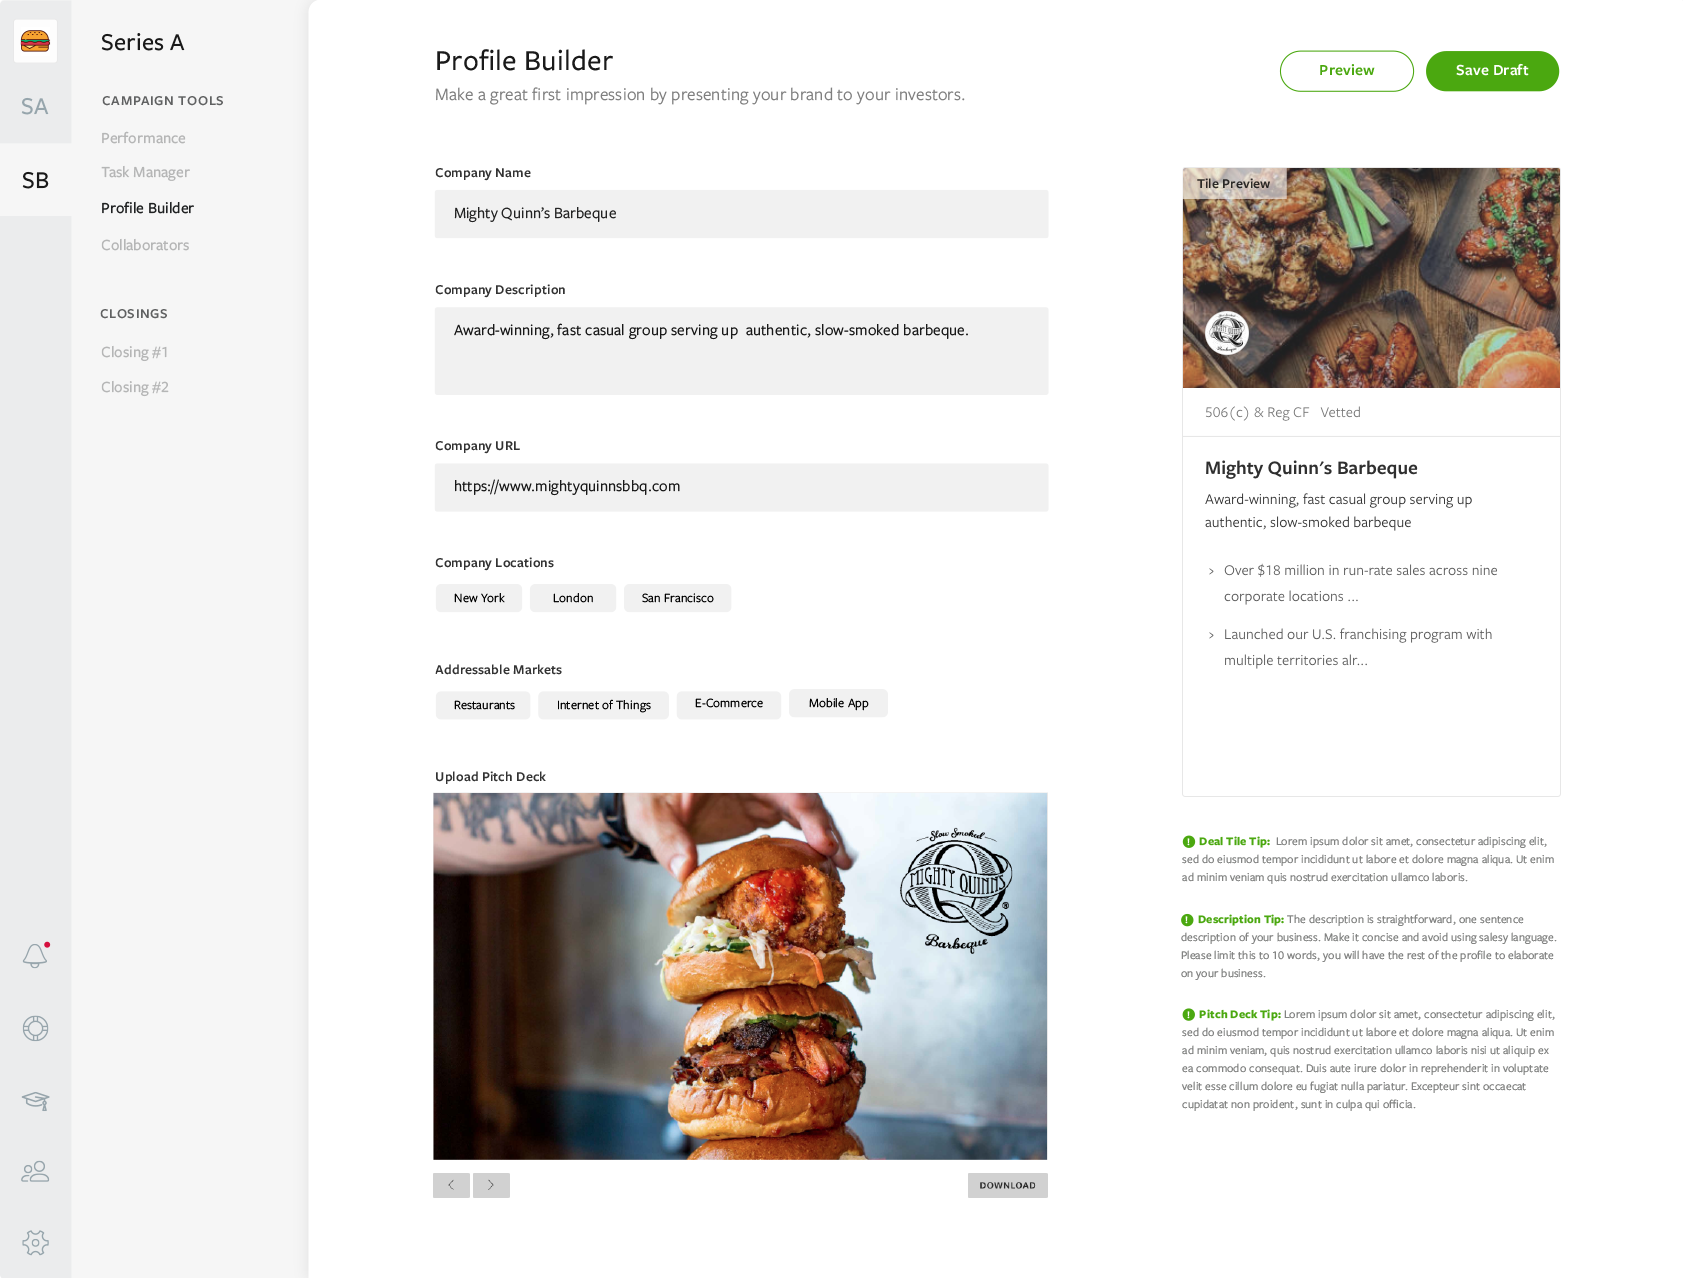 Series A
SA
SB
CAMPAIGN TOOLS
Performance
Task Manager
Profile Builder
Collaborators
CLOSINGS
Closing #1
Closing #2
Profile Builder
Make a great first impression by presenting your brand to your investors.
Preview
Save Draft
Company Name
Mighty Quinn’s Barbeque
Company Description
Award-winning, fast casual group serving up  authentic, slow-smoked barbeque.
Company URL
https://www.mightyquinnsbbq.com
Company Locations
New York
London
San Francisco
Addressable Markets
Restaurants
Internet of Things
E-Commerce
Mobile App
Upload Pitch Deck
Slow Smoked
MIGHTY QUINN'S
Barbeque
®
<
>
DOWNLOAD
Tile Preview
MIGHTY QUINN'S
Barbeque
506(c) & Reg CF   Vetted
Mighty Quinn’s Barbeque
Award-winning, fast casual group serving up
authentic, slow-smoked barbeque
> Over $18 million in run-rate sales across nine
corporate locations ...
> Launched our U.S. franchising program with
multiple territories alr...
! Deal Tile Tip:  Lorem ipsum dolor sit amet, consectetur adipiscing elit,
sed do eiusmod tempor incididunt ut labore et dolore magna aliqua. Ut enim
ad minim veniam quis nostrud exercitation ullamco laboris.
! Description Tip: The description is straightforward, one sentence
description of your business. Make it concise and avoid using salesy language.
Please limit this to 10 words, you will have the rest of the profile to elaborate
on your business.
! Pitch Deck Tip: Lorem ipsum dolor sit amet, consectetur adipiscing elit,
sed do eiusmod tempor incididunt ut labore et dolore magna aliqua. Ut enim
ad minim veniam, quis nostrud exercitation ullamco laboris nisi ut aliquip ex
ea commodo consequat. Duis aute irure dolor in reprehenderit in voluptate
velit esse cillum dolore eu fugiat nulla pariatur. Excepteur sint occaecat
cupidatat non proident, sunt in culpa qui officia.